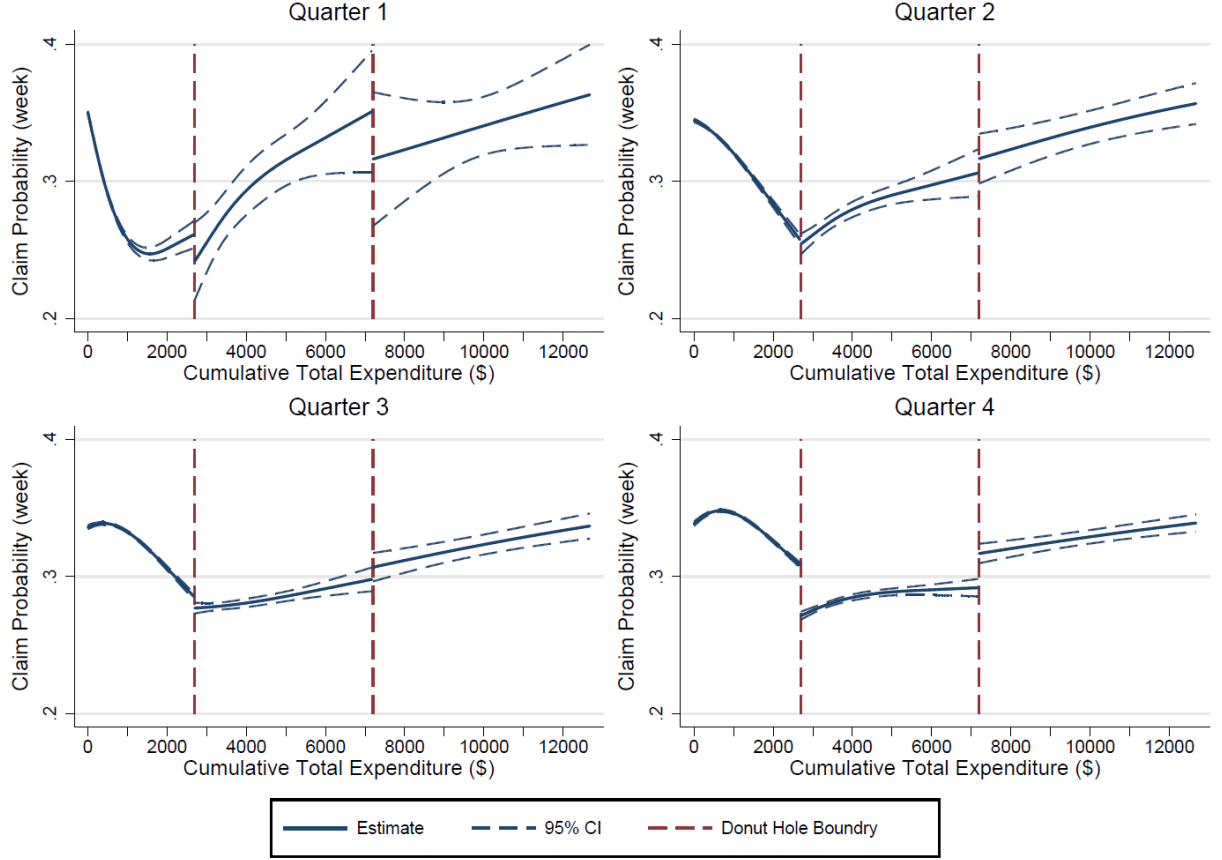 Quarter 1
Quarter 2
Claim Probability (week)
.4
.3
.2
0 2000 4000 6000 8000 10000 12000
Cumulative Total Expenditure ($)
Claim Probability (week)
.4
.3
.2
0 2000 4000 6000 8000 10000 12000
Cumulative Total Expenditure ($)
Quarter 3
Quarter 4
Claim Probability (week)
.4
.3
.2
0 2000 4000 6000 8000 10000 12000
Cumulative Total Expenditure ($)
Claim Probability (week)
.4
.3
.2
0 2000 4000 6000 8000 10000 12000
Cumulative Total Expenditure ($)
Estimate 95% CI Donut Hole Boundry